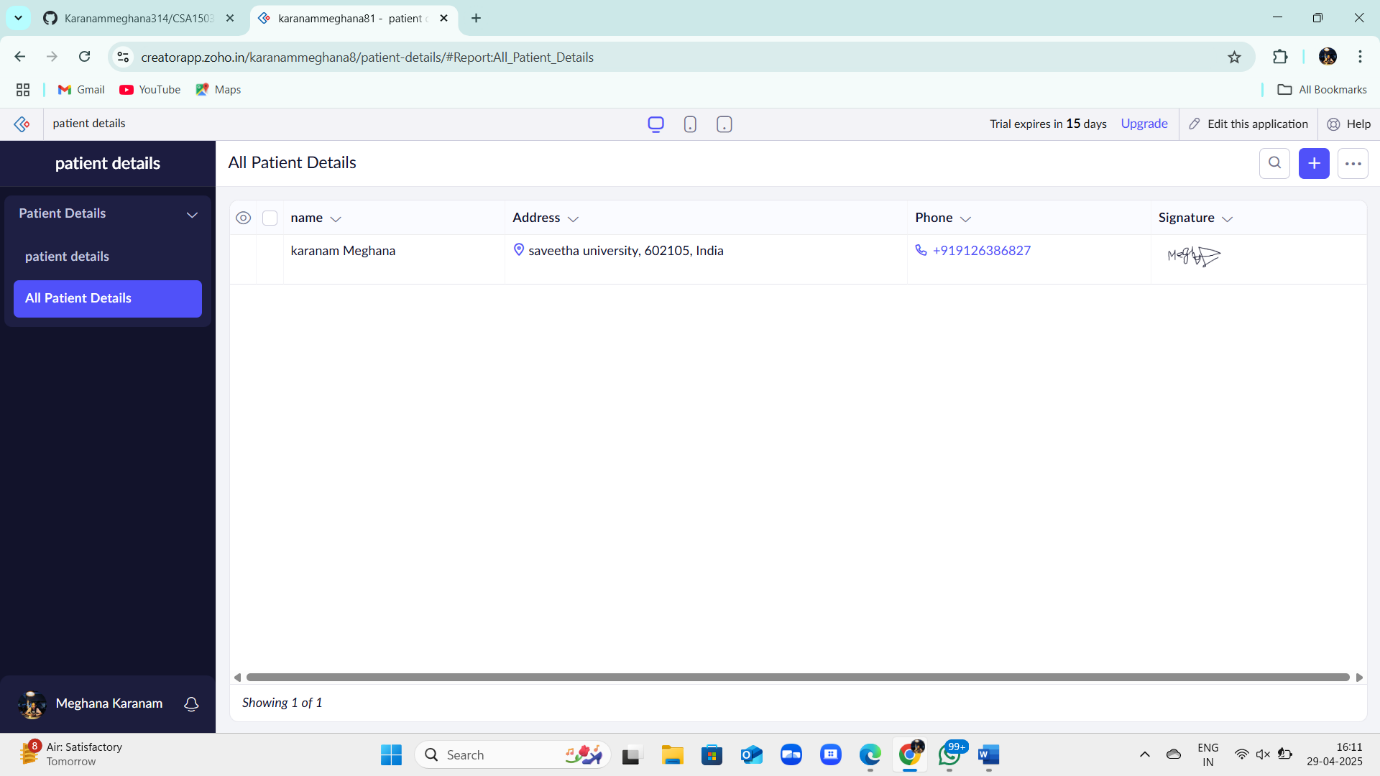 Karanammeghana314/CSA1503
karanammeghana81 - patient d
creatorapp.zoho.in/karanammeghana8/patient-details/#Report:All_Patient_Details
Gmail YouTube Maps All Bookmarks
patient details Trial expires in 15 days Upgrade Edit this application Help
patient details
All Patient Details
Patient Details
patient details
All Patient Details
name Address Phone Signature
karanam Meghana saveetha university, 602105, India +919126386827
Showing 1 of 1
Meghana Karanam
8 Air: Satisfactory
Tomorrow
Search
99+
ENG
IN
16:11
29-04-2025